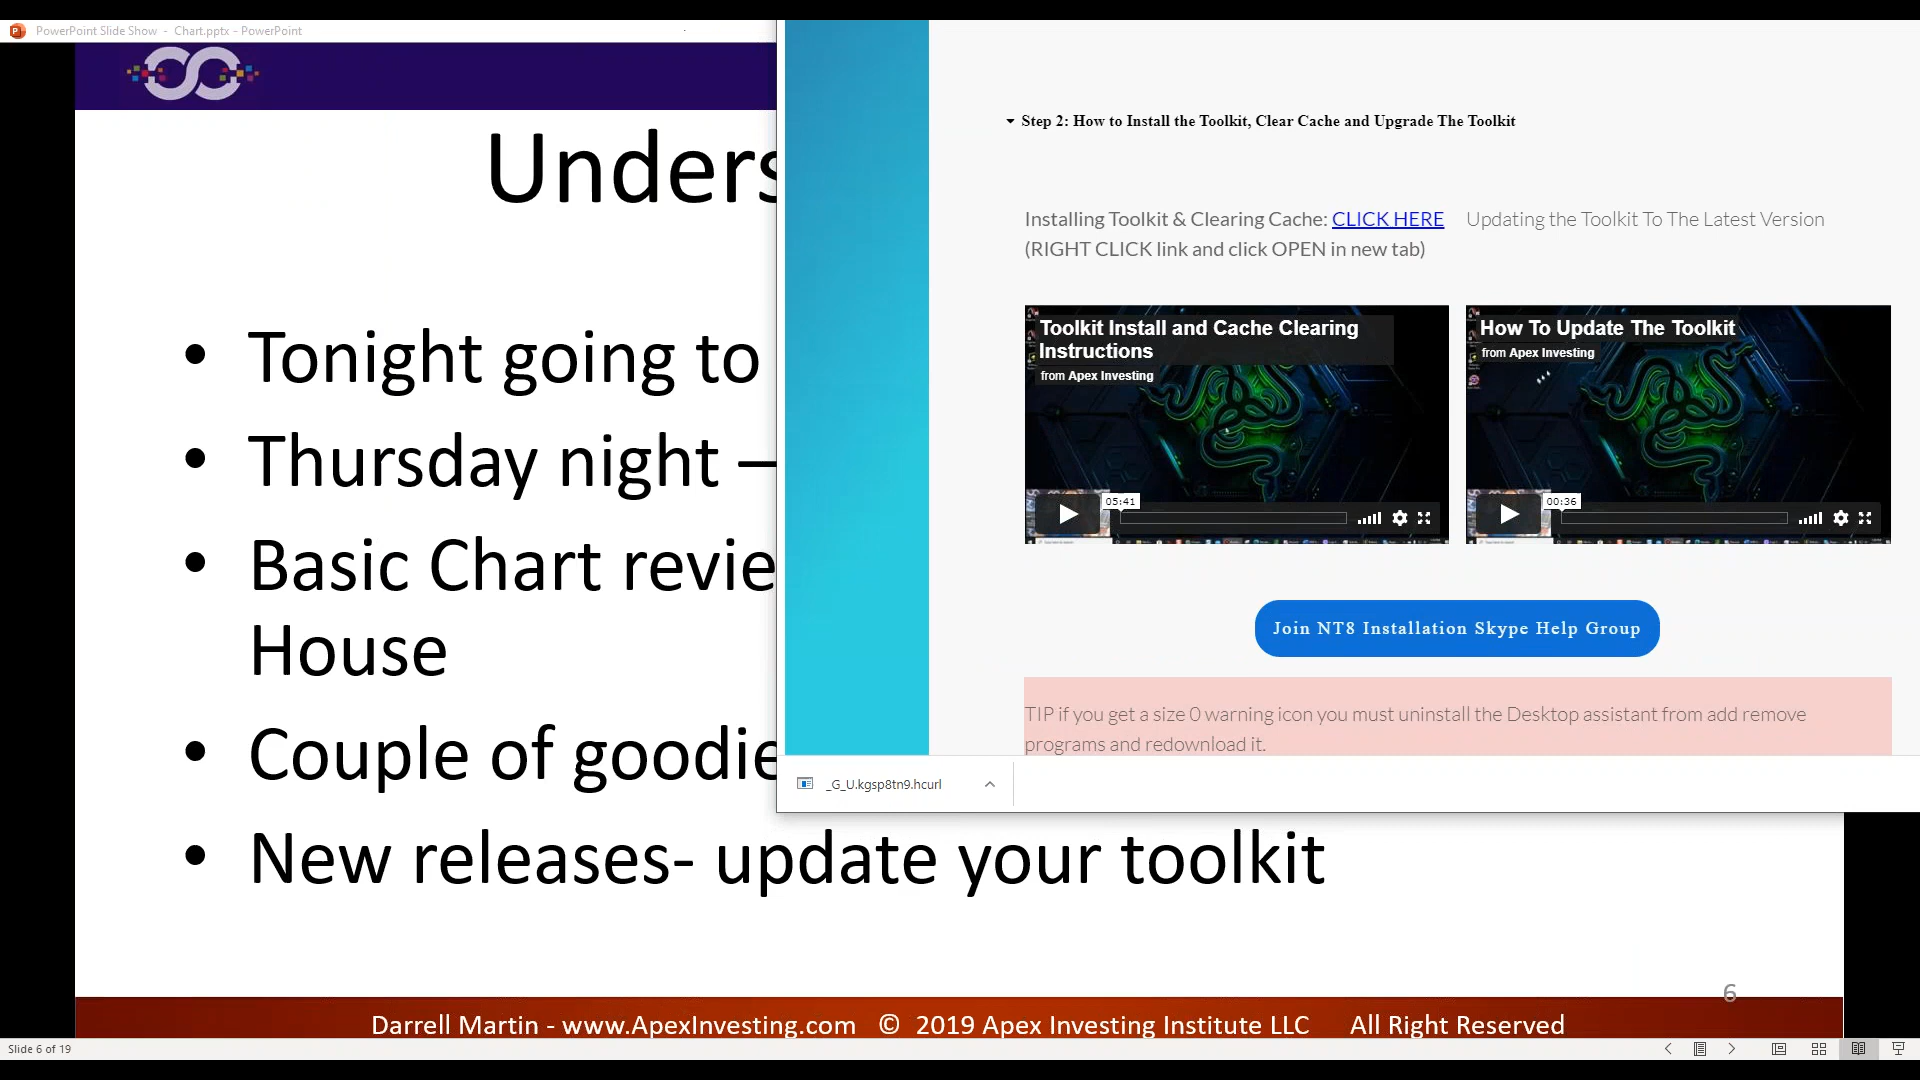 PowerPoint Slide Show - Chart.pptx - PowerPoint
Unders
• Tonight going to
• Thursday night –
• Basic Chart revie
House
• Couple of goodie
• New releases- update your toolkit
6
Darrell Martin - www.ApexInvesting.com © 2019 Apex Investing Institute LLC All Right Reserved
Slide 6 of 19
Step 2: How to Install the Toolkit, Clear Cache and Upgrade The Toolkit
Installing Toolkit & Clearing Cache: CLICK HERE
(RIGHT CLICK link and click OPEN in new tab)
Updating the Toolkit To The Latest Version
Toolkit Install and Cache Clearing
Instructions
from Apex Investing
05:41
How To Update The Toolkit
from Apex Investing
00:36
Join NT8 Installation Skype Help Group
TIP if you get a size 0 warning icon you must uninstall the Desktop assistant from add remove
programs and redownload it.
_G_U.kgsp8tn9.hcurl